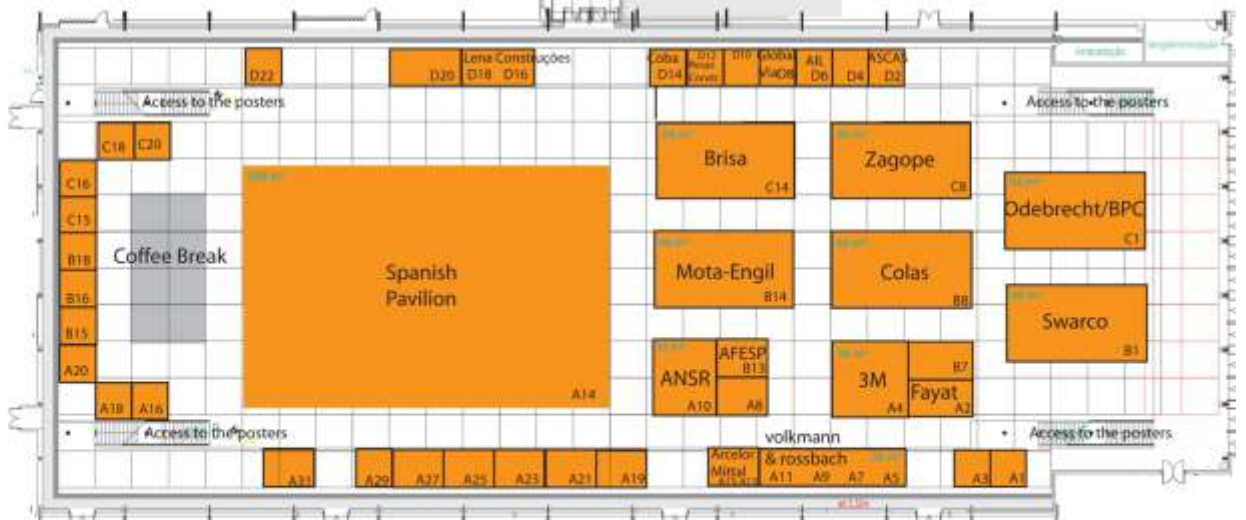 Lena Construções
Coba
D12
D10
Global
AIL
ASCAS
D22
D20
D18
D16
D14
Via D8
D6
D4
D2
Access to the posters
Access to the posters
C18
C20
Brisa
C14
Zagope
C8
C16
C15
B18
B16
B15
A20
A18
A16
Coffee Break
Spanish
Pavilion
A14
Odebrecht/BPC
C1
Mota-Engil
B14
Colas
B8
Swarco
B1
ANSR
A10
AFESP
B13
A8
3M
A4
B7
Fayat
A2
Access to the posters
Access to the posters
volkmann
& rossbach
Arcelor
Mittal
A31
A29
A27
A25
A23
A21
A19
A11
A9
A7
A5
A3
A1